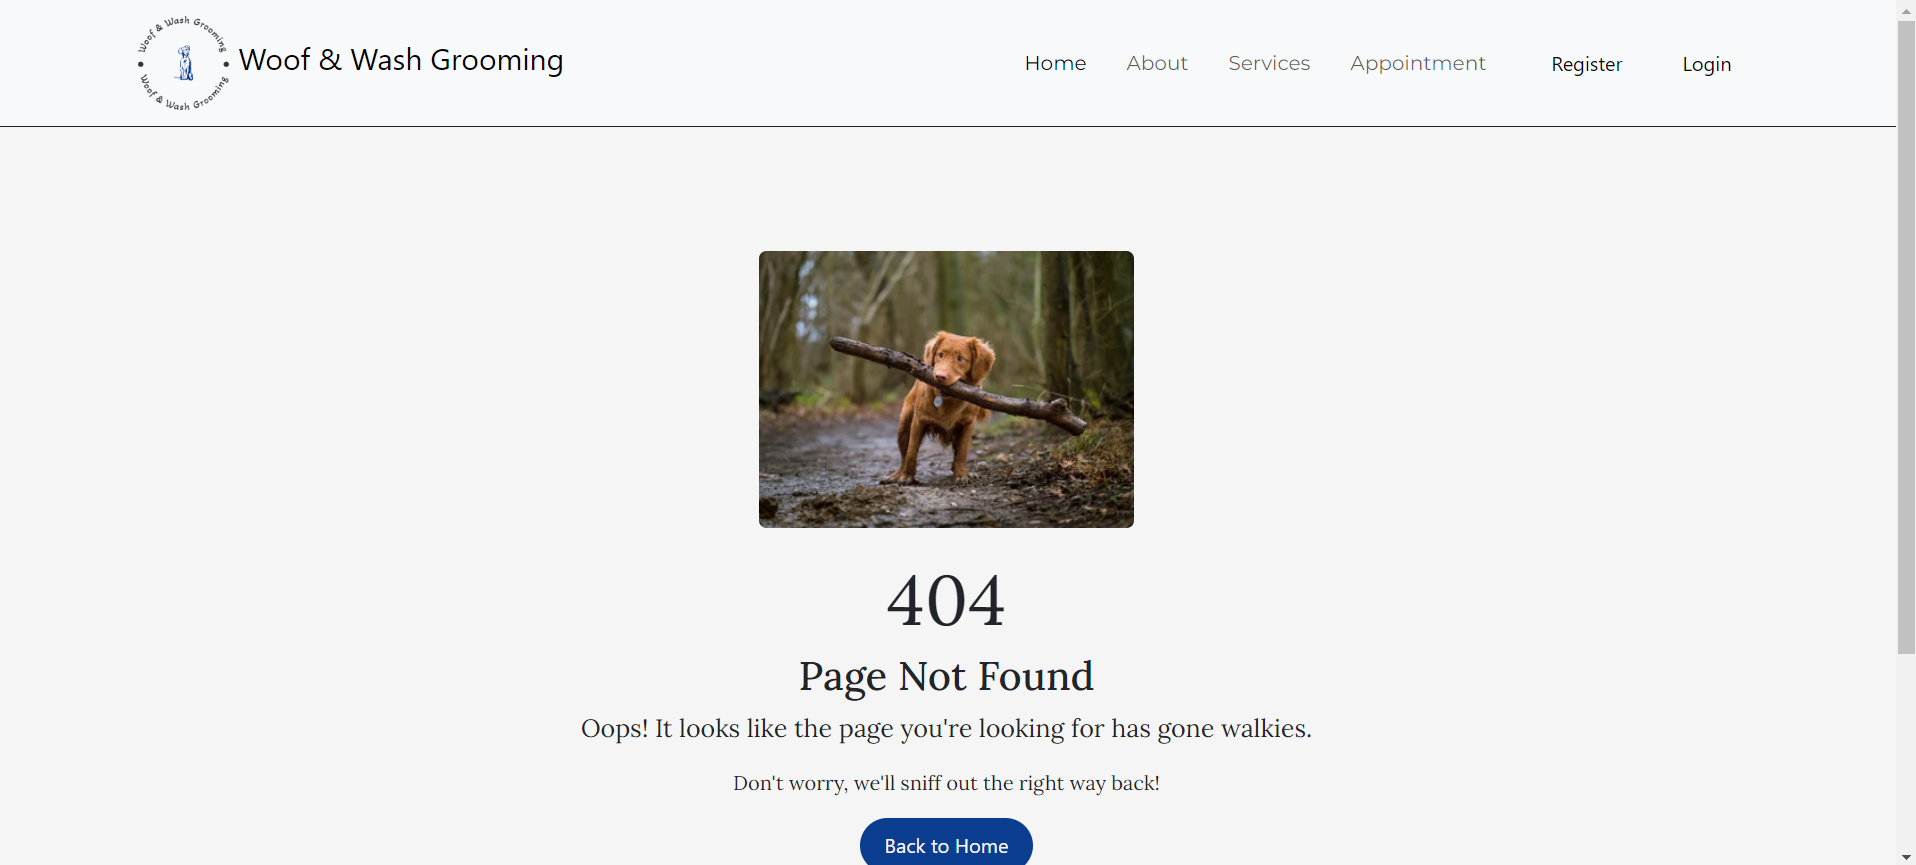 Woof & Wash Grooming
Woof & Wash Grooming
Woof & Wash Grooming
Home About Services Appointment Register Login
404
Page Not Found
Oops! It looks like the page you're looking for has gone walkies.
Don't worry, we'll sniff out the right way back!
Back to Home